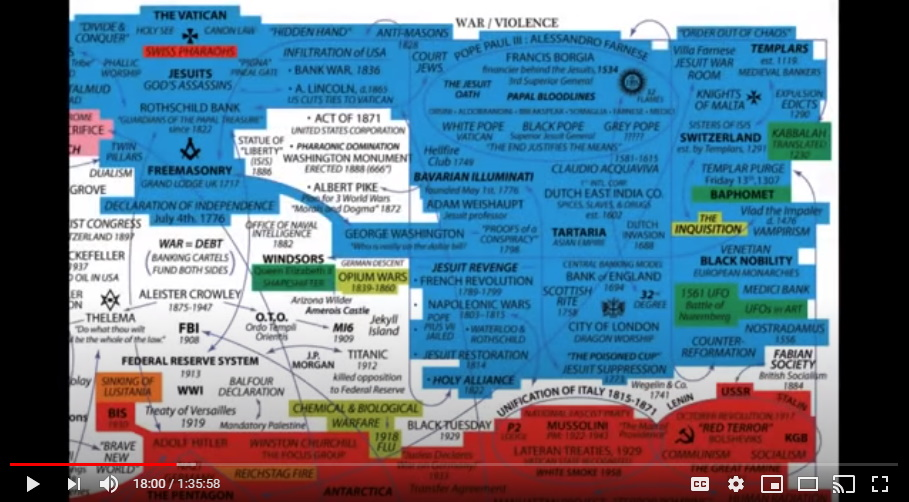 WAR / VIOLENCE
THE VATICAN
"DIVIDE &
CONQUER"
HOLY SEE
CANON LAW
SWISS PHARAOHS
PHALLIC
WORSHIP
"PIGNA"
PINEAL GATE
JESUITS
GOD'S ASSASSINS
TALMUD
ROTHSCHILD BANK
"GUARDIANS OF THE PAPAL TREASURE"
since 1822
TWIN
PILLARS
DUALISM
FREEMASONRY
GRAND LODGE UK 1717
GROVE
DECLARATION OF INDEPENDENCE
July 4th. 1776
"HIDDEN HAND"
ANTI-MASONS
1828
INFILTRATION of USA
• BANK WAR, 1836
• A. LINCOLN, d.1865
US CUTS TIES TO VATICAN
• ACT OF 1871
UNITED STATES CORPORATION
• PHARAONIC DOMINATION
WASHINGTON MONUMENT
ERECTED 1888 (666")
STATUE OF
"LIBERTY"
(ISIS)
1886
• ALBERT PIKE
Plan for 3 World Wars
"Morals and Dogma" 1872
COURT
JEWS
POPE PAUL III : ALESSANDRO FARNESE
FRANCIS BORGIA
financier behind the Jesuits, 1534
3rd Superior General
THE JESUIT
OATH
PAPAL BLOODLINES
WHITE POPE
VATICAN
BLACK POPE
Superior Jesuit General
GREY POPE
"THE END JUSTIFIES THE MEANS"
Hellfire
Club 1749
1581-1615
CLAUDIO ACQUAVIVA
BAVARIAN ILLUMINATI
founded May 1st. 1776
ADAM WEISHAUPT
Jesuit professor
DUTCH EAST INDIA CO.
SPICES, SLAVES, & DRUGS
est. 1602
"PROOFS of a
CONSPIRACY"
1798
TARTARIA
ASIAN EMPIRE
DUTCH
INVASION
1688
"ORDER OUT OF CHAOS"
Villa Farnese
JESUIT WAR
ROOM
TEMPLARS
est. 1119
MEDIEVAL BANKERS
KNIGHTS
OF MALTA
EXPULSION
EDICTS
1290
SISTERS OF ISIS
SWITZERLAND
est. by Templars, 1291
KABBALAH
TRANSLATED
1230
TEMPLAR PURGE
Friday 13th,1307
BAPHOMET
THE
INQUISITION
Vlad the Impaler
d. 1476
VAMPIRISM
VENETIAN
BLACK NOBILITY
EUROPEAN MONARCHIES
1561 UFO
Battle of
Nuremberg
MEDICI BANK
UFOs in ART
NOSTRADAMUS
1556
COUNTER-
REFORMATION
FABIAN
SOCIETY
British Socialism
1884
GEORGE WASHINGTON
"Who is really on the dollar bill?"
OFFICE OF NAVAL
INTELLIGENCE
1882
WAR = DEBT
(BANKING CARTELS
FUND BOTH SIDES)
WINDSORS
GERMAN DESCENT
Queen Elizabeth II
SHAPESHIFTER
OPIUM WARS
1839-1860
Arizona Wilder
Amerois Castle
ALEISTER CROWLEY
1875-1947
THELEMA
"Do what thou wilt
FBI
1908
O.T.O.
Ordo Templi
Orientis
MI6
1909
Jekyll
Island
FEDERAL RESERVE SYSTEM
1913
J.P.
MORGAN
TITANIC
1912
killed opposition
to Federal Reserve
JESUIT REVENGE
• FRENCH REVOLUTION
1789-1799
• NAPOLEONIC WARS
1803-1815
POPE
PIUS VII
JAILED
• WATERLOO &
ROTHSCHILD
• JESUIT RESTORATION
1814
• HOLY ALLIANCE
1822
CENTRAL BANKING MODEL
BANK of ENGLAND
1694
SCOTTISH
RITE
1758
32nd
DEGREE
CITY OF LONDON
DRAGON WORSHIP
"THE POISONED CUP"
JESUIT SUPPRESSION
1773
SINKING OF
LUSITANIA
WWI
BALFOUR
DECLARATION
BIS
1930
Treaty of Versailles
1919
Mandatory Palestine
CHEMICAL & BIOLOGICAL
WARFARE
1918
FLU
BLACK TUESDAY
1929
"BRAVE
NEW
WORLD"
ADOLF HITLER
WINSTON CHURCHILL
THE FOCUS GROUP
REICHSTAG FIRE
THE PENTAGON
ANTARCTICA
Judea Declares
War on Germany
Transfer Agreement
UNIFICATION OF ITALY 1815-1871
Wegelin & Co.
1741
NATIONAL FASCIST PARTY
P2
LODGE
MUSSOLINI
PM. 1922-1943
"The Man of
Providence"
LATERAN TREATIES, 1929
WHITE SMOKE 1958
LENIN
USSR
STALIN
OCTOBER REVOLUTION 1917
"RED TERROR"
BOLSHEVIKS
KGB
COMMUNISM
SOCIALISM
THE GREAT FAMINE
18:00 / 1:35:58
CC